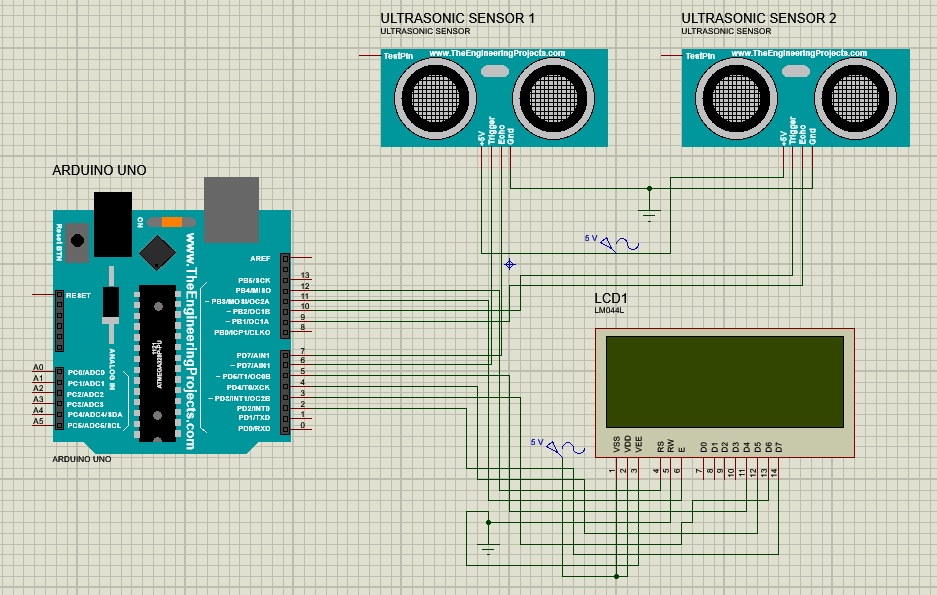 ULTRASONIC SENSOR 1
ULTRASONIC SENSOR
TestPin
www.TheEngineeringProjects.com
+5V
Trigger
Echo
Gnd
ULTRASONIC SENSOR 2
ULTRASONIC SENSOR
TestPin
www.TheEngineeringProjects.com
+5V
Trigger
Echo
Gnd
5 V
ARDUINO UNO
Reset BTN
ON
www.TheEngineeringProjects.com
ANALOG IN
ATMEGA328P-PU
1121
RESET
A0 PC0/ADC0
A1 PC1/ADC1
A2 PC2/ADC2
A3 PC3/ADC3
A4 PC4/ADC4/SDA
A5 PC5/ADC5/SCL
AREF
PB5/SCK 13
PB4/MISO 12
~ PB3/MOSI/OC2A 11
~ PB2/OC1B 10
~ PB1/OC1A 9
PB0/ICP1/CLKO 8
PD7/AIN1 7
~ PD7/AIN1 6
~ PD5/T1/OC0B 5
PD4/T0/XCK 4
~ PD3/INT1/OC2B 3
PD2/INT0 2
PD1/TXD 1
PD0/RXD 0
ARDUINO UNO
LCD1
LM044L
5 V
VSS VDD VEE RS RW E D0 D1 D2 D3 D4 D5 D6 D7
1 2 3 4 5 6 7 8 9 10 11 12 13 14